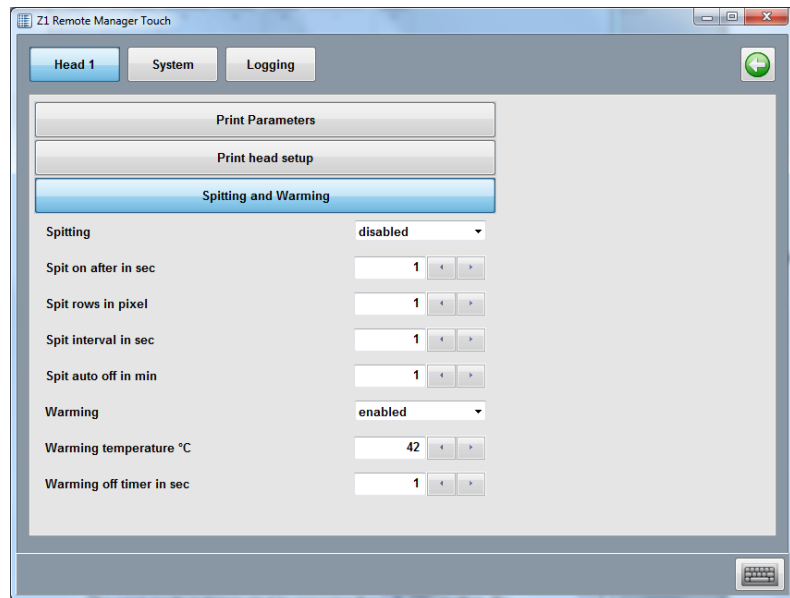 Z1 Remote Manager Touch
Head 1 System Logging
Print Parameters
Print head setup
Spitting and Warming
Spitting disabled
Spit on after in sec 1
Spit rows in pixel 1
Spit interval in sec 1
Spit auto off in min 1
Warming enabled
Warming temperature °C 42
Warming off timer in sec 1